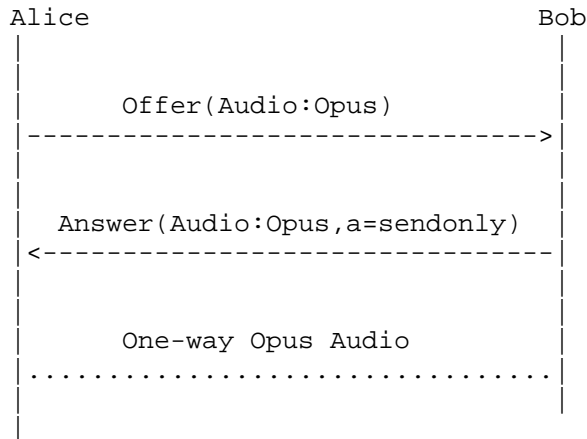 Alice Bob
Offer(Audio:Opus)
Answer(Audio:Opus,a=sendonly)
One-way Opus Audio